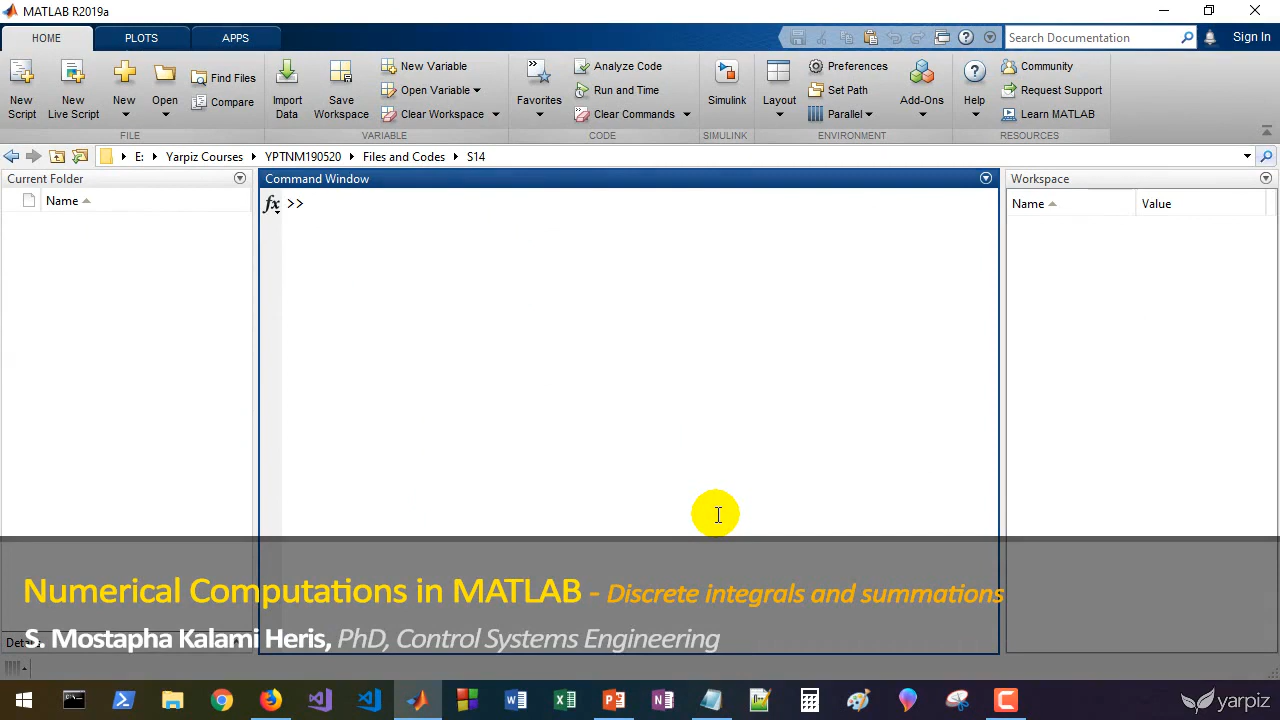 MATLAB R2019a
HOME PLOTS APPS
Search Documentation
Sign In
New Script
New Live Script
New
Open
Find Files
Compare
FILE
Import Data
Save Workspace
New Variable
Open Variable
Clear Workspace
VARIABLE
Favorites
Analyze Code
Run and Time
Clear Commands
CODE
Simulink
SIMULINK
Layout
Preferences
Set Path
Parallel
Add-Ons
ENVIRONMENT
Help
Community
Request Support
Learn MATLAB
RESOURCES
E: Yarpiz Courses YPTNM190520 Files and Codes S14
Current Folder
Name
Command Window
fx >>
Workspace
Name Value
Numerical Computations in MATLAB - Discrete integrals and summations
S. Mostapha Kalami Heris, PhD, Control Systems Engineering
yarpiz